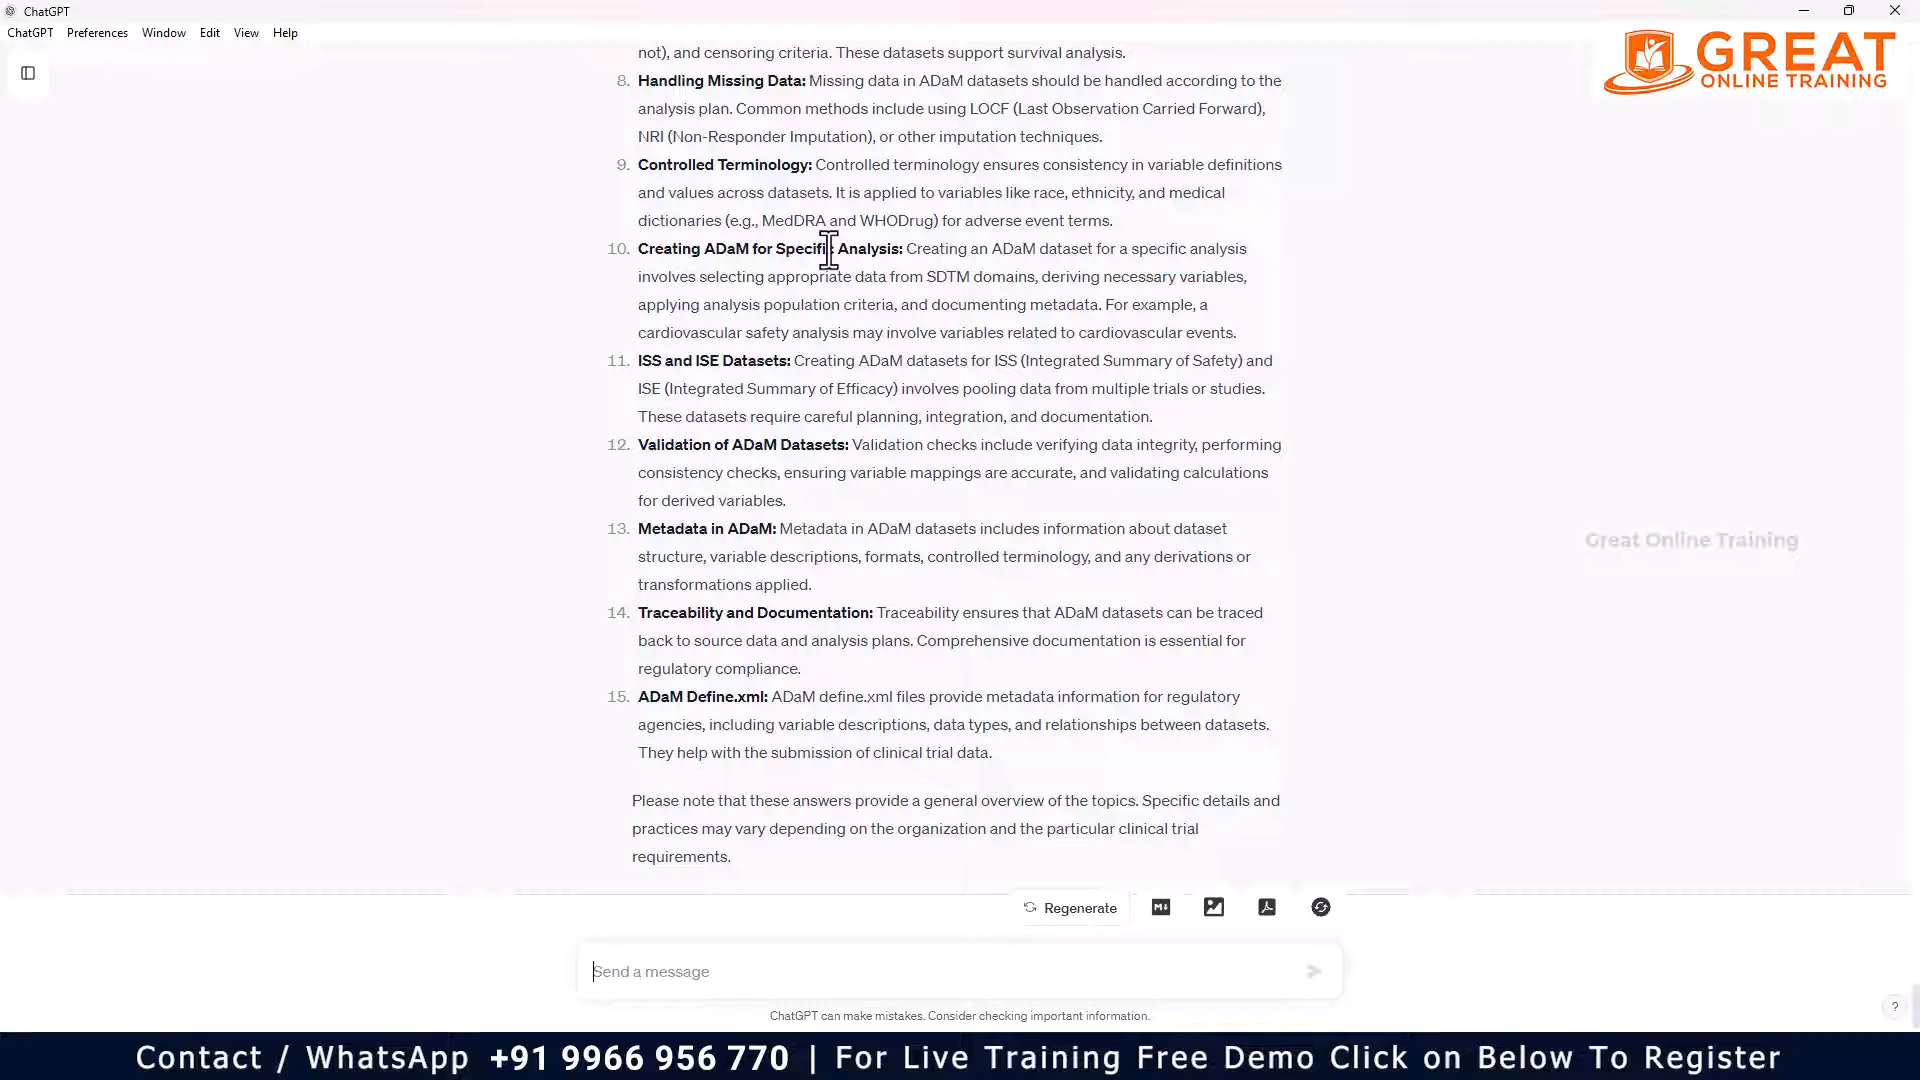 ChatGPT
ChatGPT Preferences Window Edit View Help
GREAT
ONLINE TRAINING
not), and censoring criteria. These datasets support survival analysis.
8. Handling Missing Data: Missing data in ADaM datasets should be handled according to the
analysis plan. Common methods include using LOCF (Last Observation Carried Forward),
NRI (Non-Responder Imputation), or other imputation techniques.
9. Controlled Terminology: Controlled terminology ensures consistency in variable definitions
and values across datasets. It is applied to variables like race, ethnicity, and medical
dictionaries (e.g., MedDRA and WHODrug) for adverse event terms.
10. Creating ADaM for Specific Analysis: Creating an ADaM dataset for a specific analysis
involves selecting appropriate data from SDTM domains, deriving necessary variables,
applying analysis population criteria, and documenting metadata. For example, a
cardiovascular safety analysis may involve variables related to cardiovascular events.
11. ISS and ISE Datasets: Creating ADaM datasets for ISS (Integrated Summary of Safety) and
ISE (Integrated Summary of Efficacy) involves pooling data from multiple trials or studies.
These datasets require careful planning, integration, and documentation.
12. Validation of ADaM Datasets: Validation checks include verifying data integrity, performing
consistency checks, ensuring variable mappings are accurate, and validating calculations
for derived variables.
13. Metadata in ADaM: Metadata in ADaM datasets includes information about dataset
structure, variable descriptions, formats, controlled terminology, and any derivations or
transformations applied.
Great Online Training
14. Traceability and Documentation: Traceability ensures that ADaM datasets can be traced
back to source data and analysis plans. Comprehensive documentation is essential for
regulatory compliance.
15. ADaM Define.xml: ADaM define.xml files provide metadata information for regulatory
agencies, including variable descriptions, data types, and relationships between datasets.
They help with the submission of clinical trial data.
Please note that these answers provide a general overview of the topics. Specific details and
practices may vary depending on the organization and the particular clinical trial
requirements.
Regenerate
Send a message
ChatGPT can make mistakes. Consider checking important information.
?
Contact / WhatsApp +91 9966 956 770 | For Live Training Free Demo Click on Below To Register